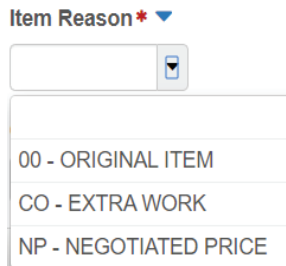 Item Reason*
00 - ORIGINAL ITEM
CO - EXTRA WORK
NP - NEGOTIATED PRICE